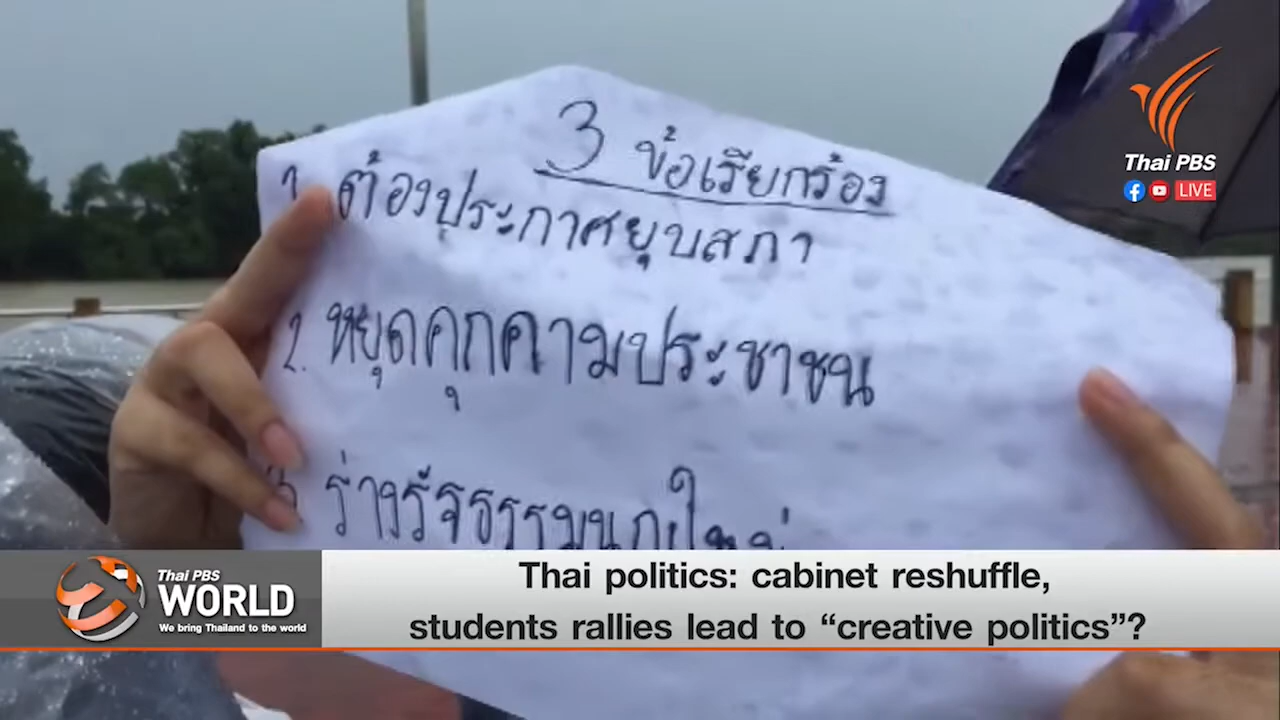 3 ข้อเรียกร้อง
1. ต้องประกาศยุบสภา
2. หยุดคุกคามประชาชน
3. ร่างรัฐธรรมนูญใหม่
Thai PBS
LIVE
Thai PBS
WORLD
We bring Thailand to the world
Thai politics: cabinet reshuffle,
students rallies lead to “creative politics”?